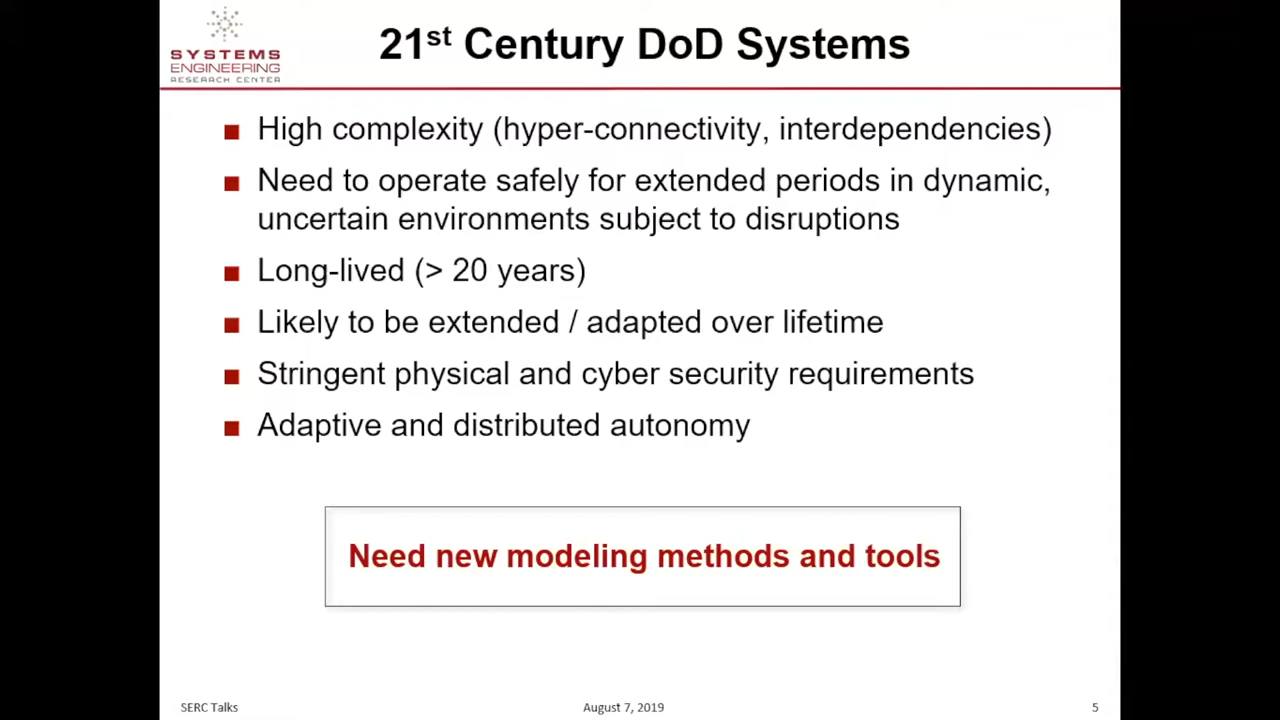 SYSTEMS
ENGINEERING
RESEARCH CENTER
21st Century DoD Systems
High complexity (hyper-connectivity, interdependencies)
Need to operate safely for extended periods in dynamic,
uncertain environments subject to disruptions
Long-lived (> 20 years)
Likely to be extended / adapted over lifetime
Stringent physical and cyber security requirements
Adaptive and distributed autonomy
Need new modeling methods and tools
SERC Talks
August 7, 2019
5